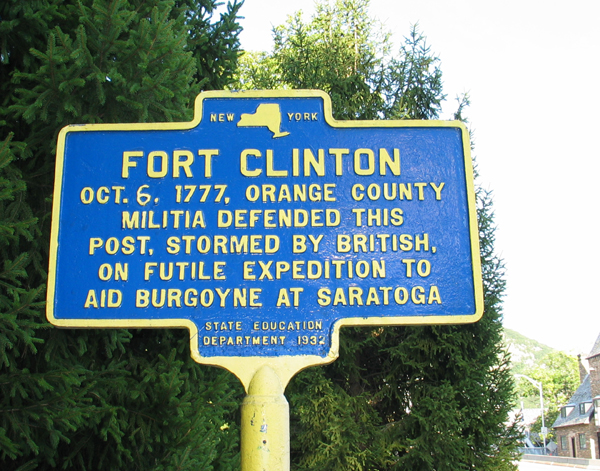 NEW YORK
FORT CLINTON
OCT. 6. 1777, ORANGE COUNTY
MILITIA DEFENDED THIS
POST, STORMED BY BRITISH,
ON FUTILE EXPEDITION TO
AID BURGOYNE AT SARATOGA
STATE EDUCATION
DEPARTMENT 1932